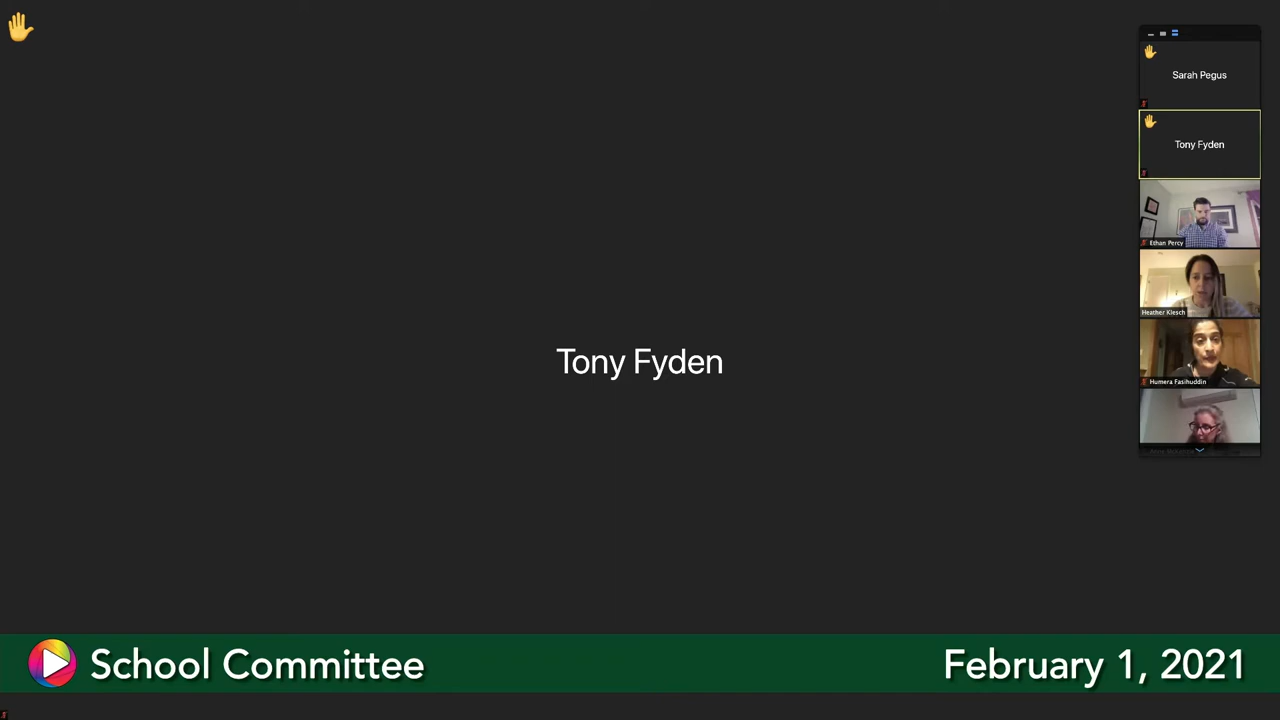 Sarah Pegus
Tony Fyden
Ethan Percy
Heather Klesch
Humera Fasihuddin
Tony Fyden
School Committee
February 1, 2021